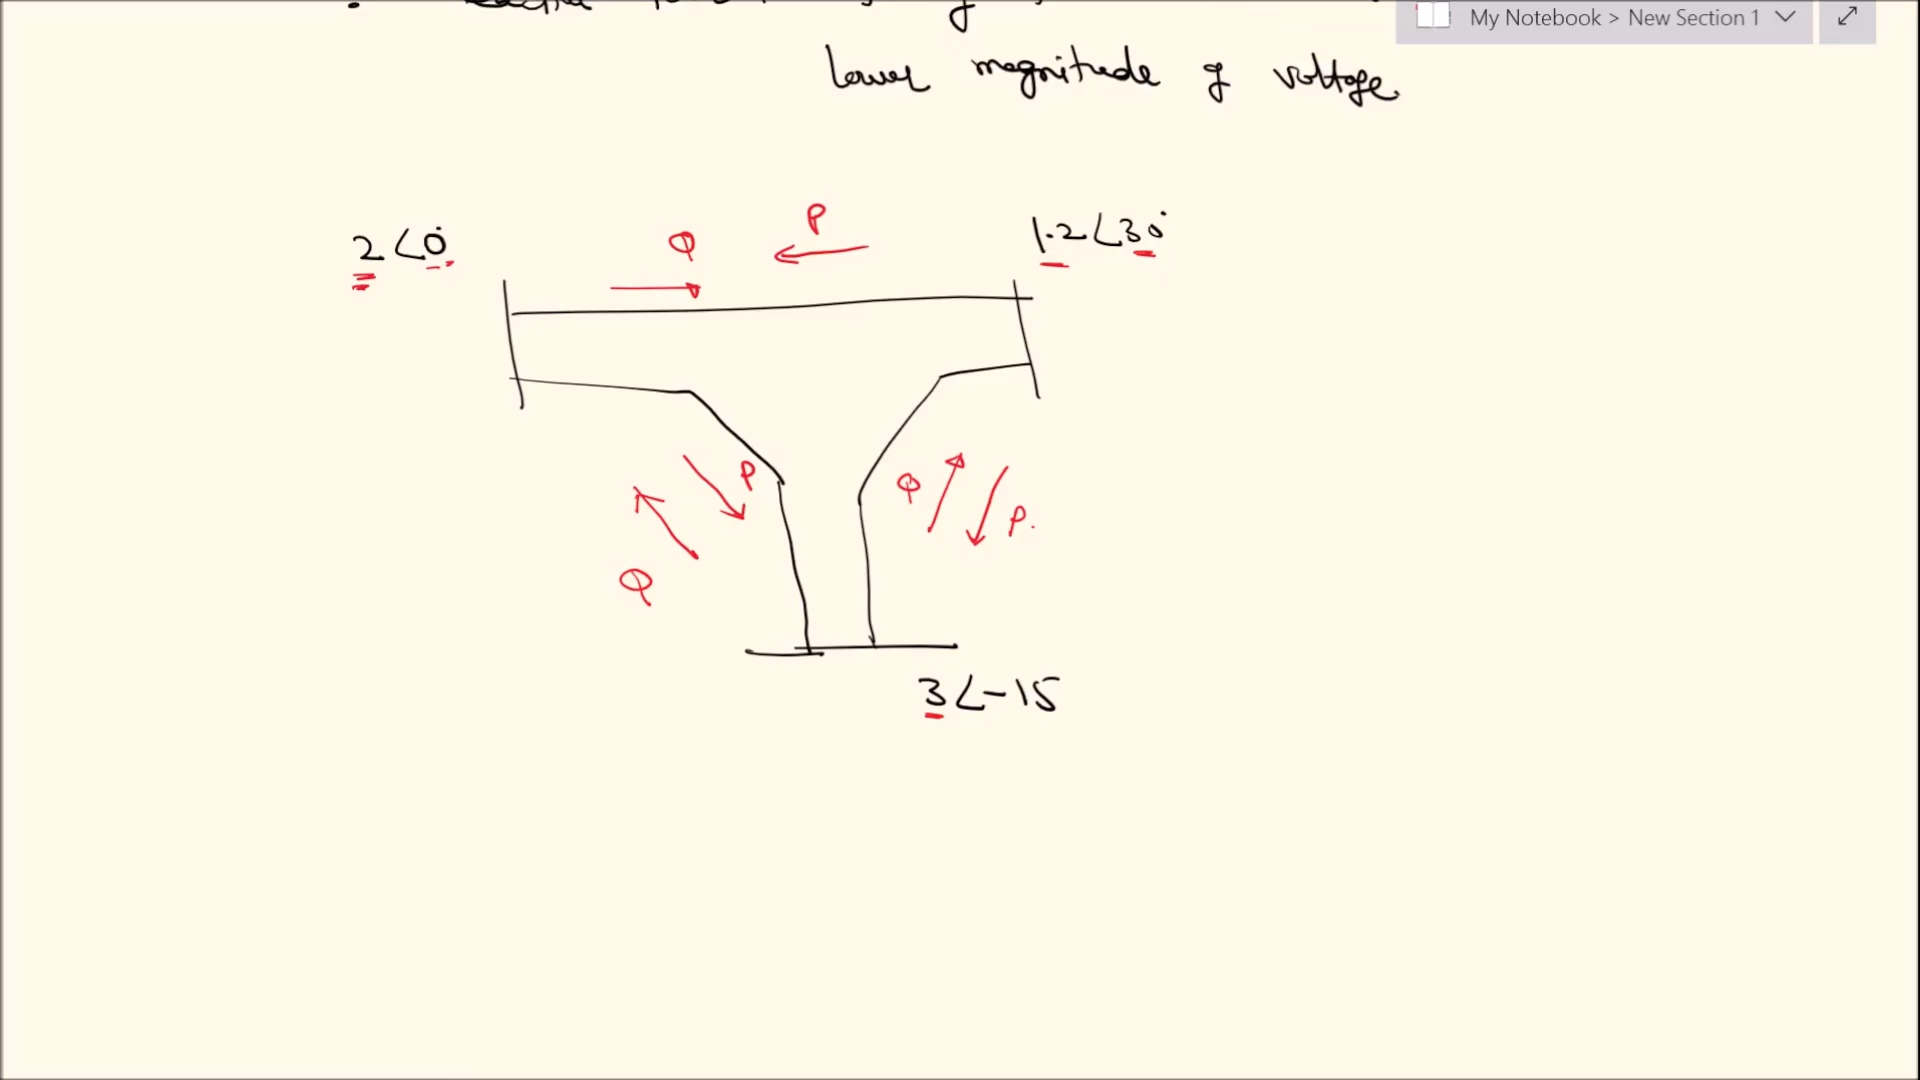 My Notebook > New Section 1
lower magnitude of voltage
P
Q
2∠0°
1.2∠30°
P
Q
P.
Q
3∠-15